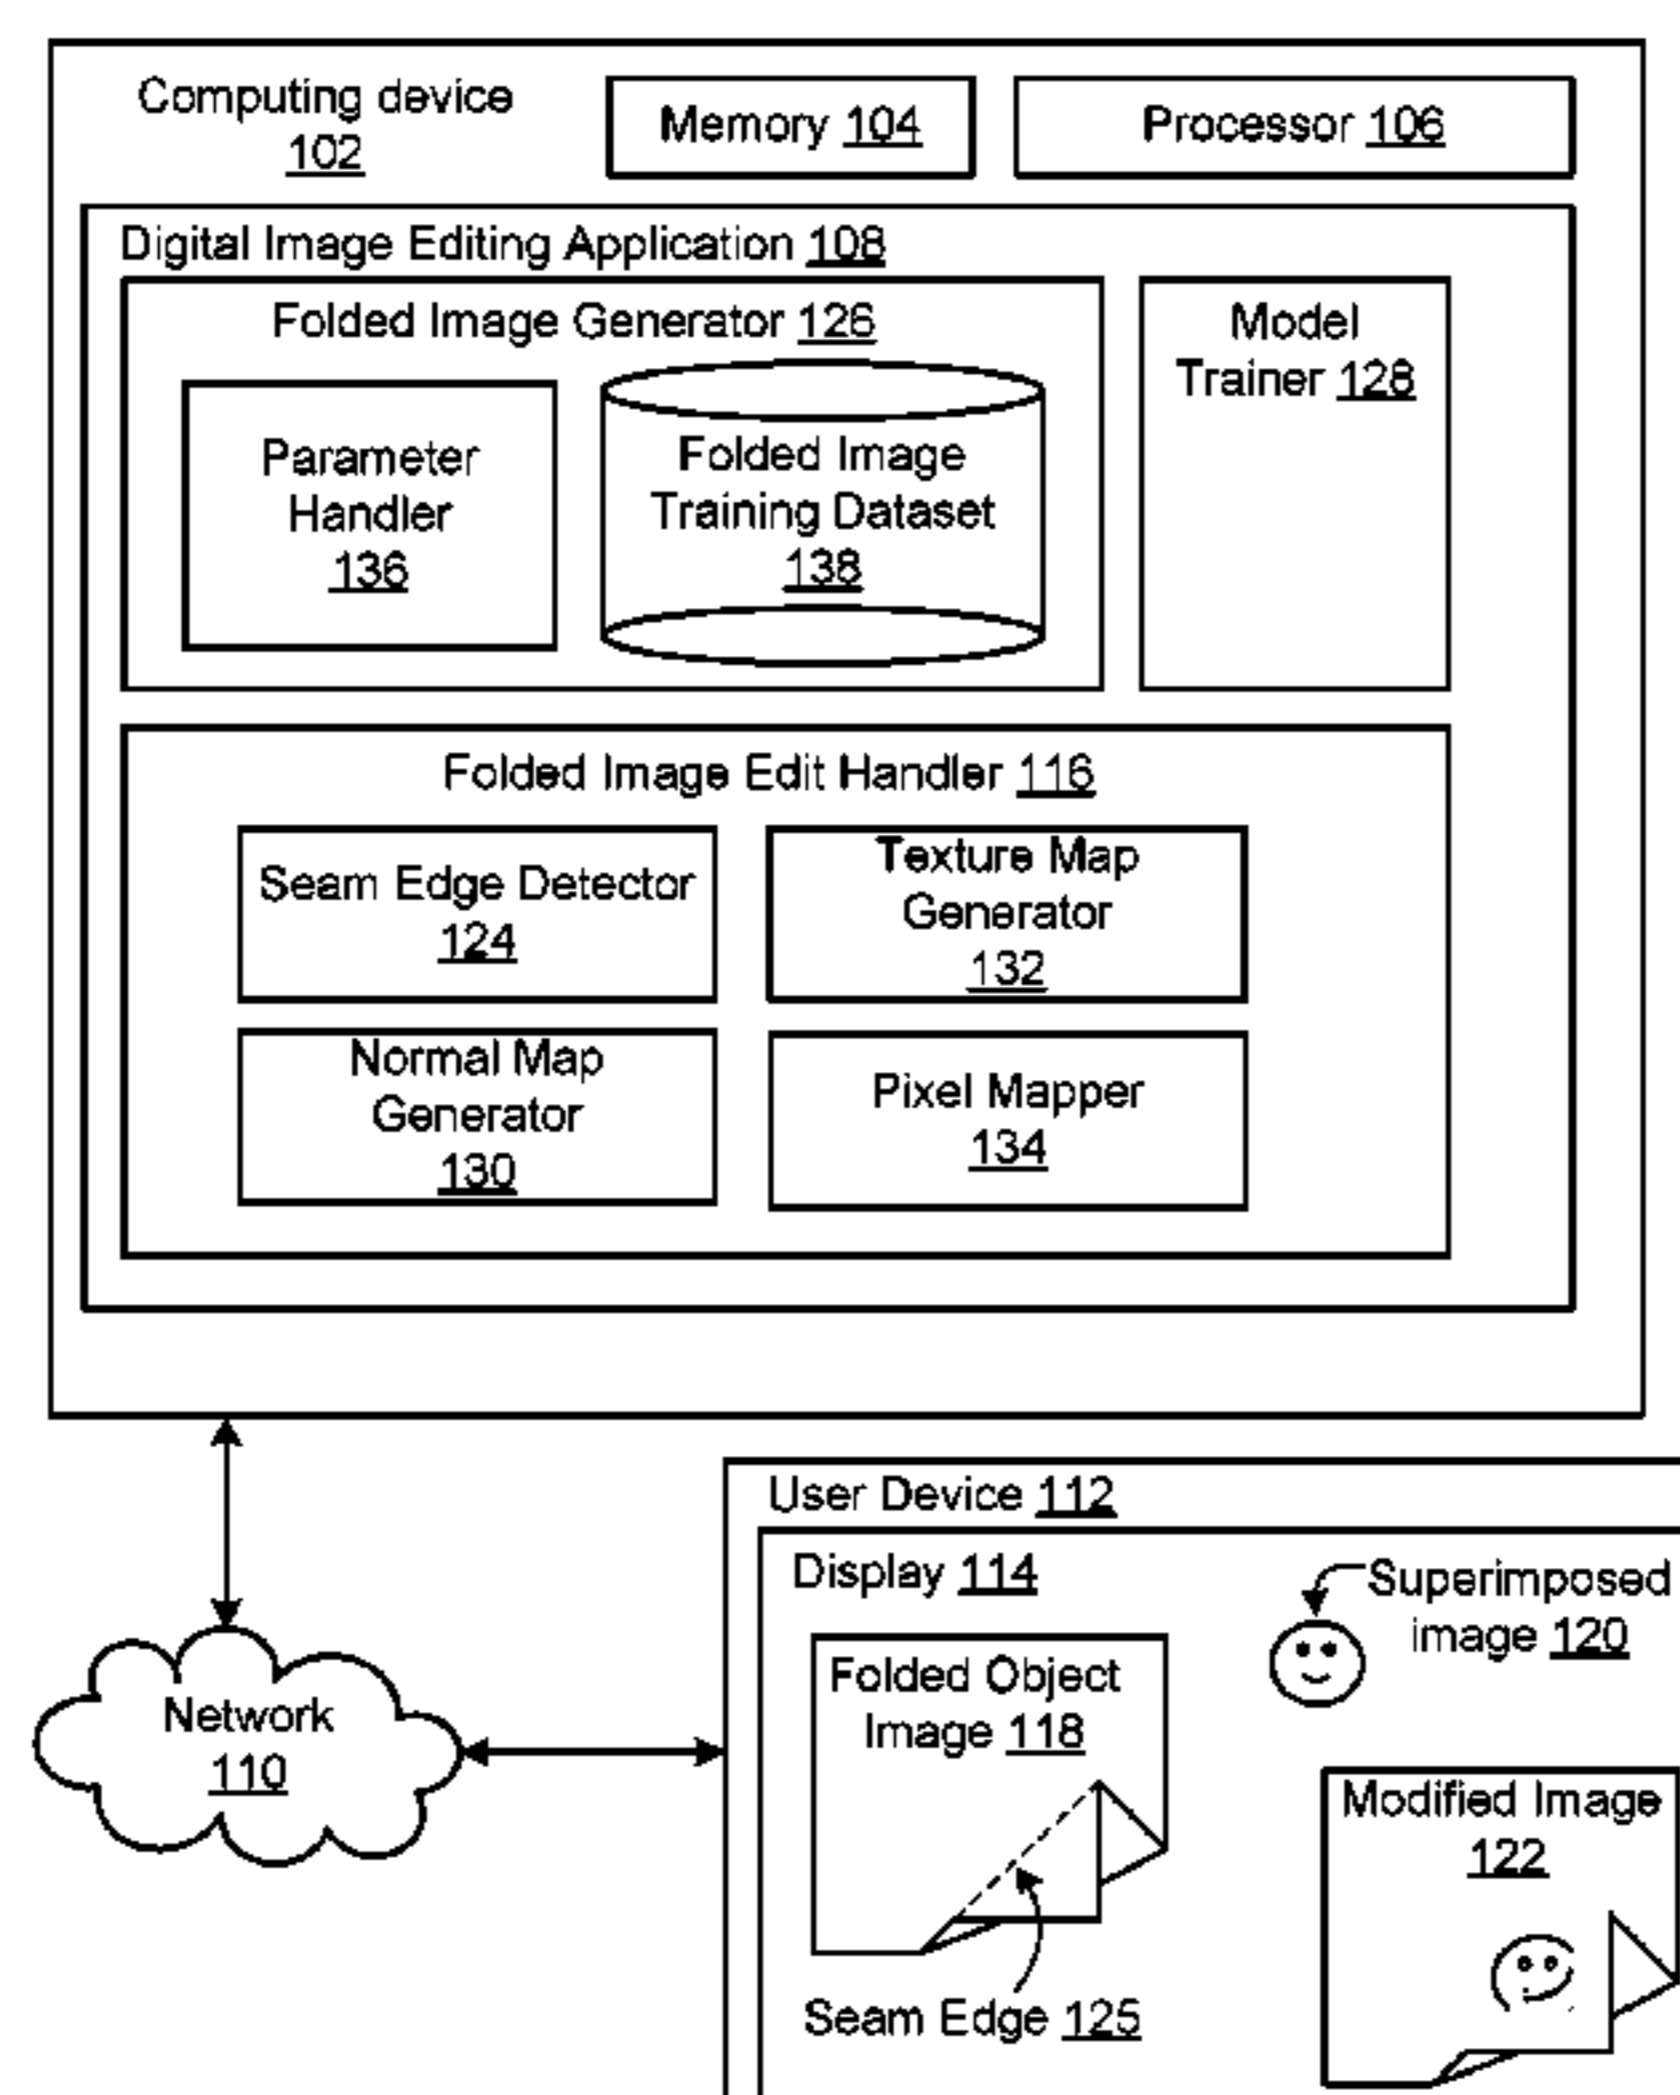 Computing device
102
Memory 104
Processor 106
Digital Image Editing Application 108
Folded Image Generator 126
Parameter
Handler
136
Folded Image
Training Dataset
138
Model
Trainer 128
Folded Image Edit Handler 116
Seam Edge Detector
124
Texture Map
Generator
132
Normal Map
Generator
130
Pixel Mapper
134
Network
110
User Device 112
Display 114
Superimposed
image 120
Folded Object
Image 118
Seam Edge 125
Modified Image
122